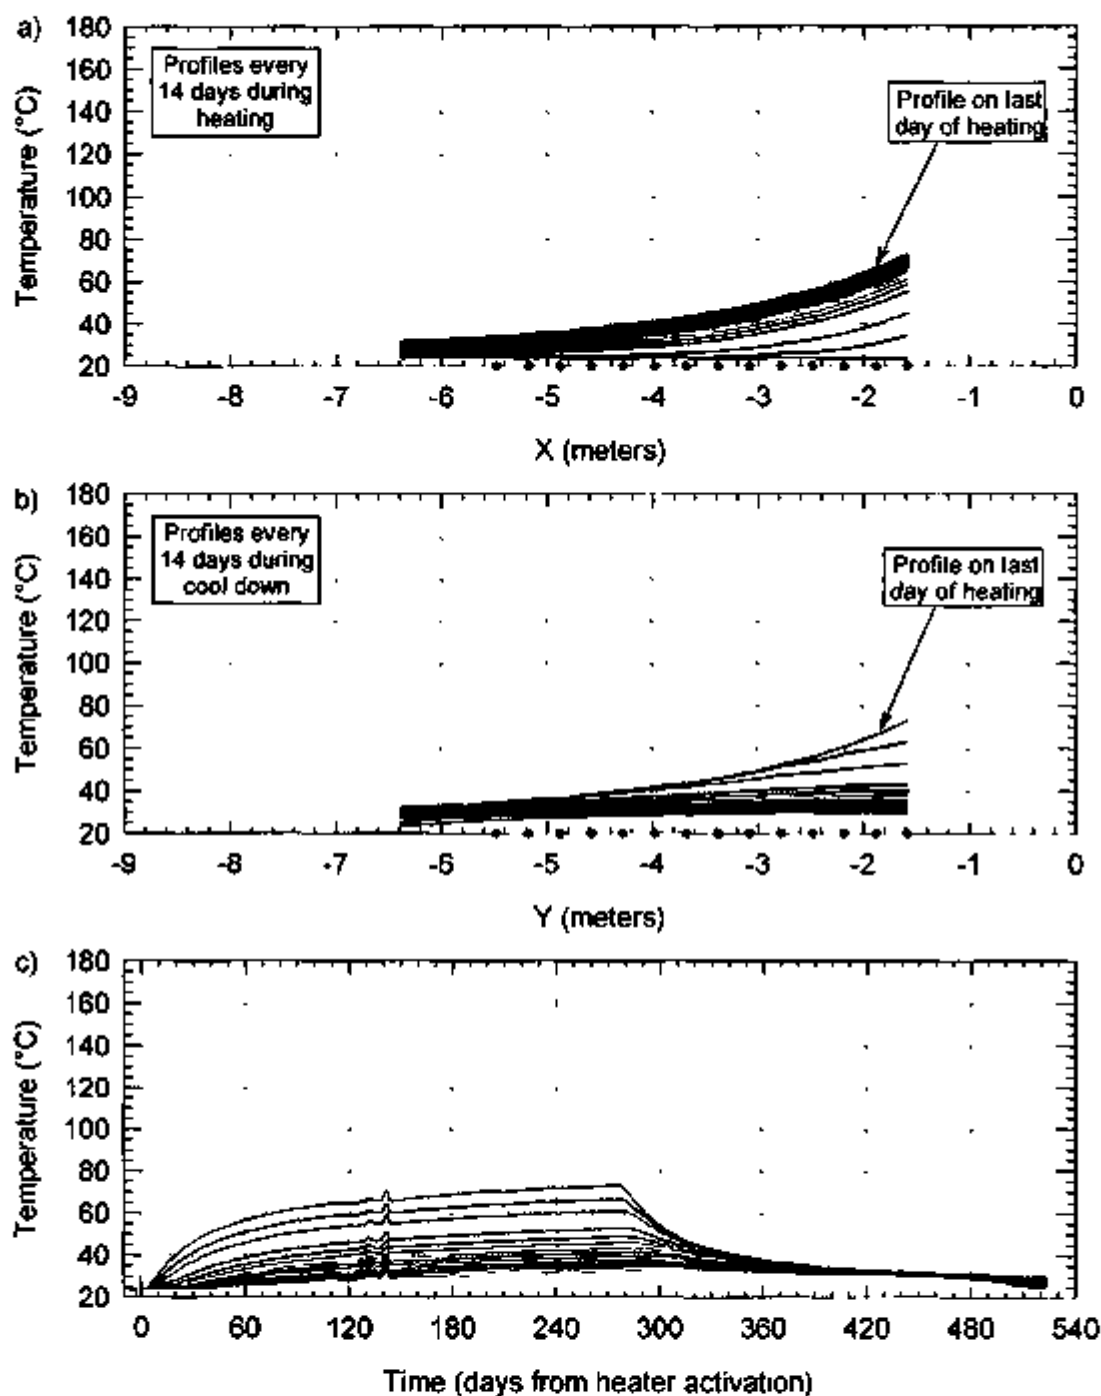 a)
180
160
140
120
100
80
60
40
20
Temperature (°C)
Profiles every
14 days during
heating
Profile on last
day of heating
-9 -8 -7 -6 -5 -4 -3 -2 -1 0
X (meters)
b)
180
160
140
120
100
80
60
40
20
Temperature (°C)
Profiles every
14 days during
cool down
Profile on last
day of heating
-9 -8 -7 -6 -5 -4 -3 -2 -1 0
Y (meters)
c)
180
160
140
120
100
80
60
40
20
Temperature (°C)
0 60 120 180 240 300 360 420 480 540
Time (days from heater activation)